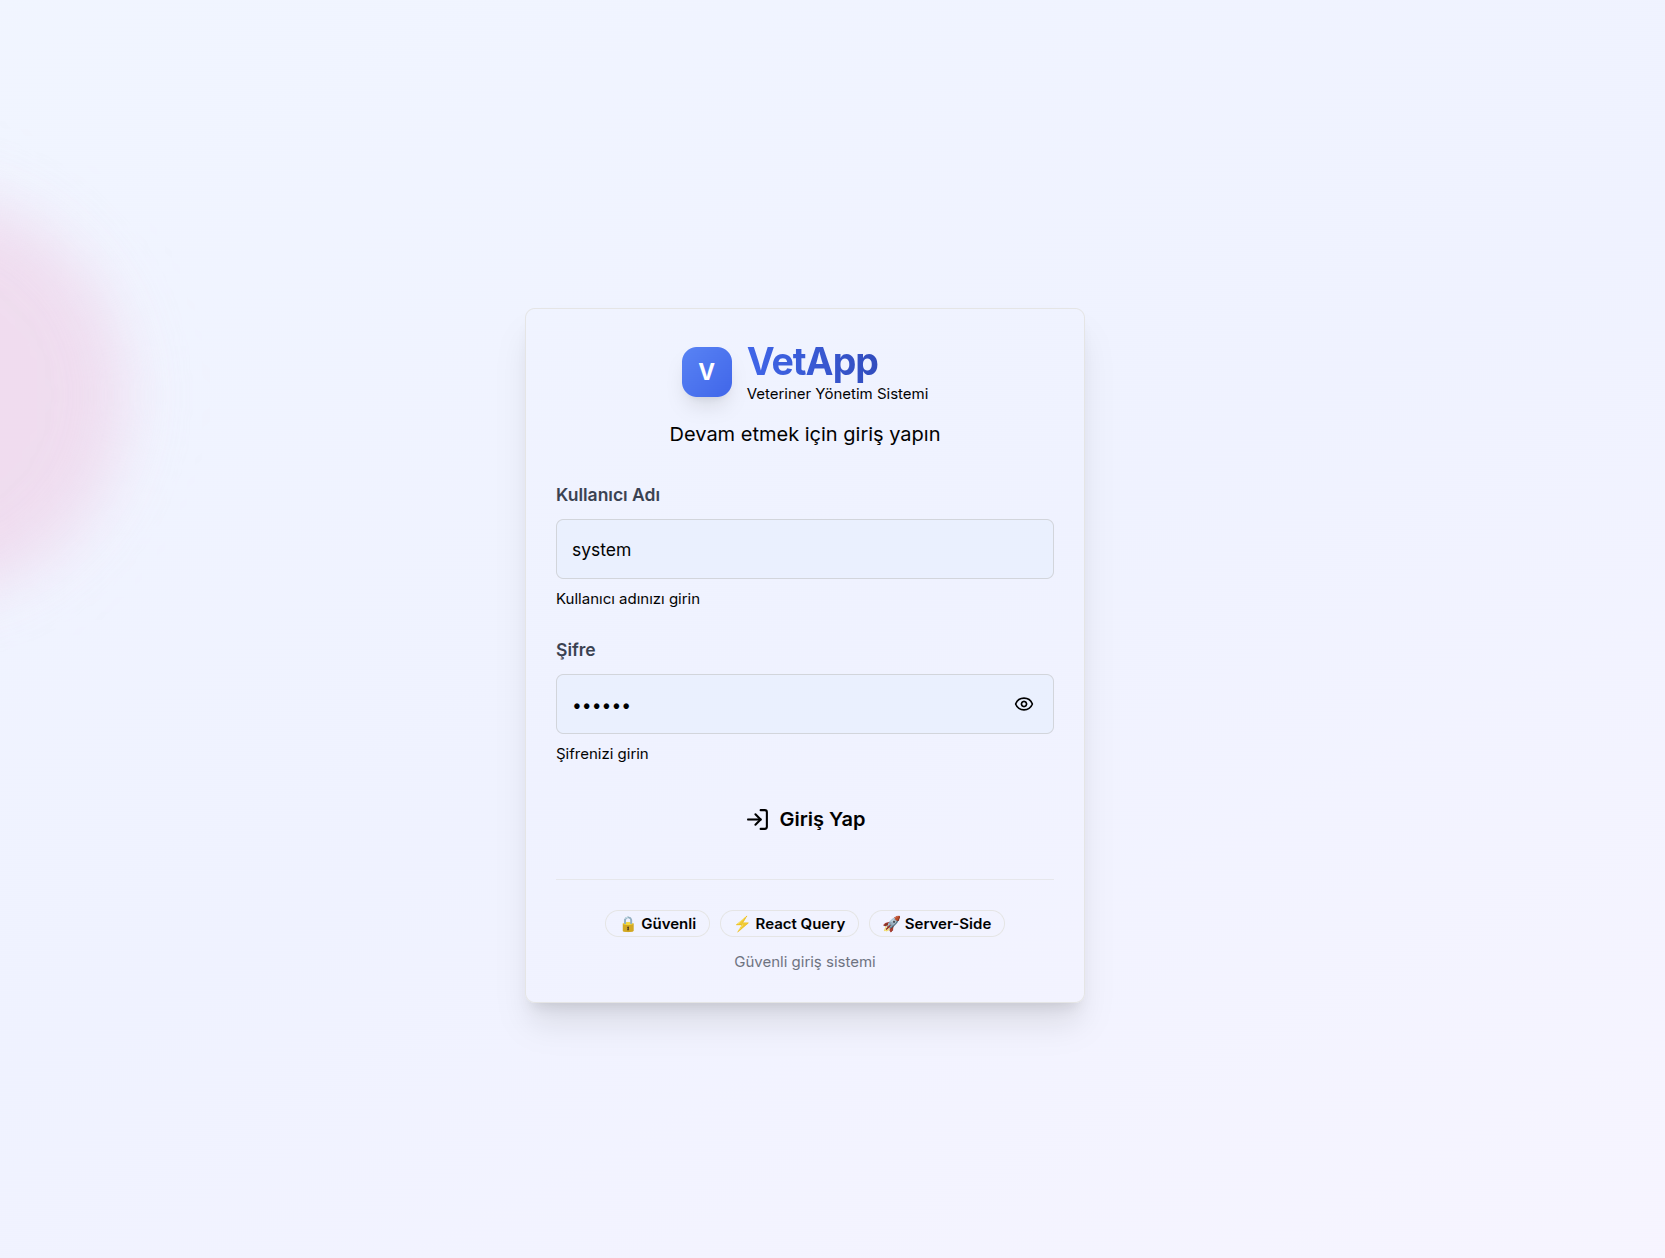 V
VetApp
Veteriner Yönetim Sistemi
Devam etmek için giriş yapın
Kullanıcı Adı
system
Kullanıcı adınızı girin
Şifre
••••••
Şifrenizi girin
Giriş Yap
🔒 Güvenli ⚡ React Query 🚀 Server-Side
Güvenli giriş sistemi